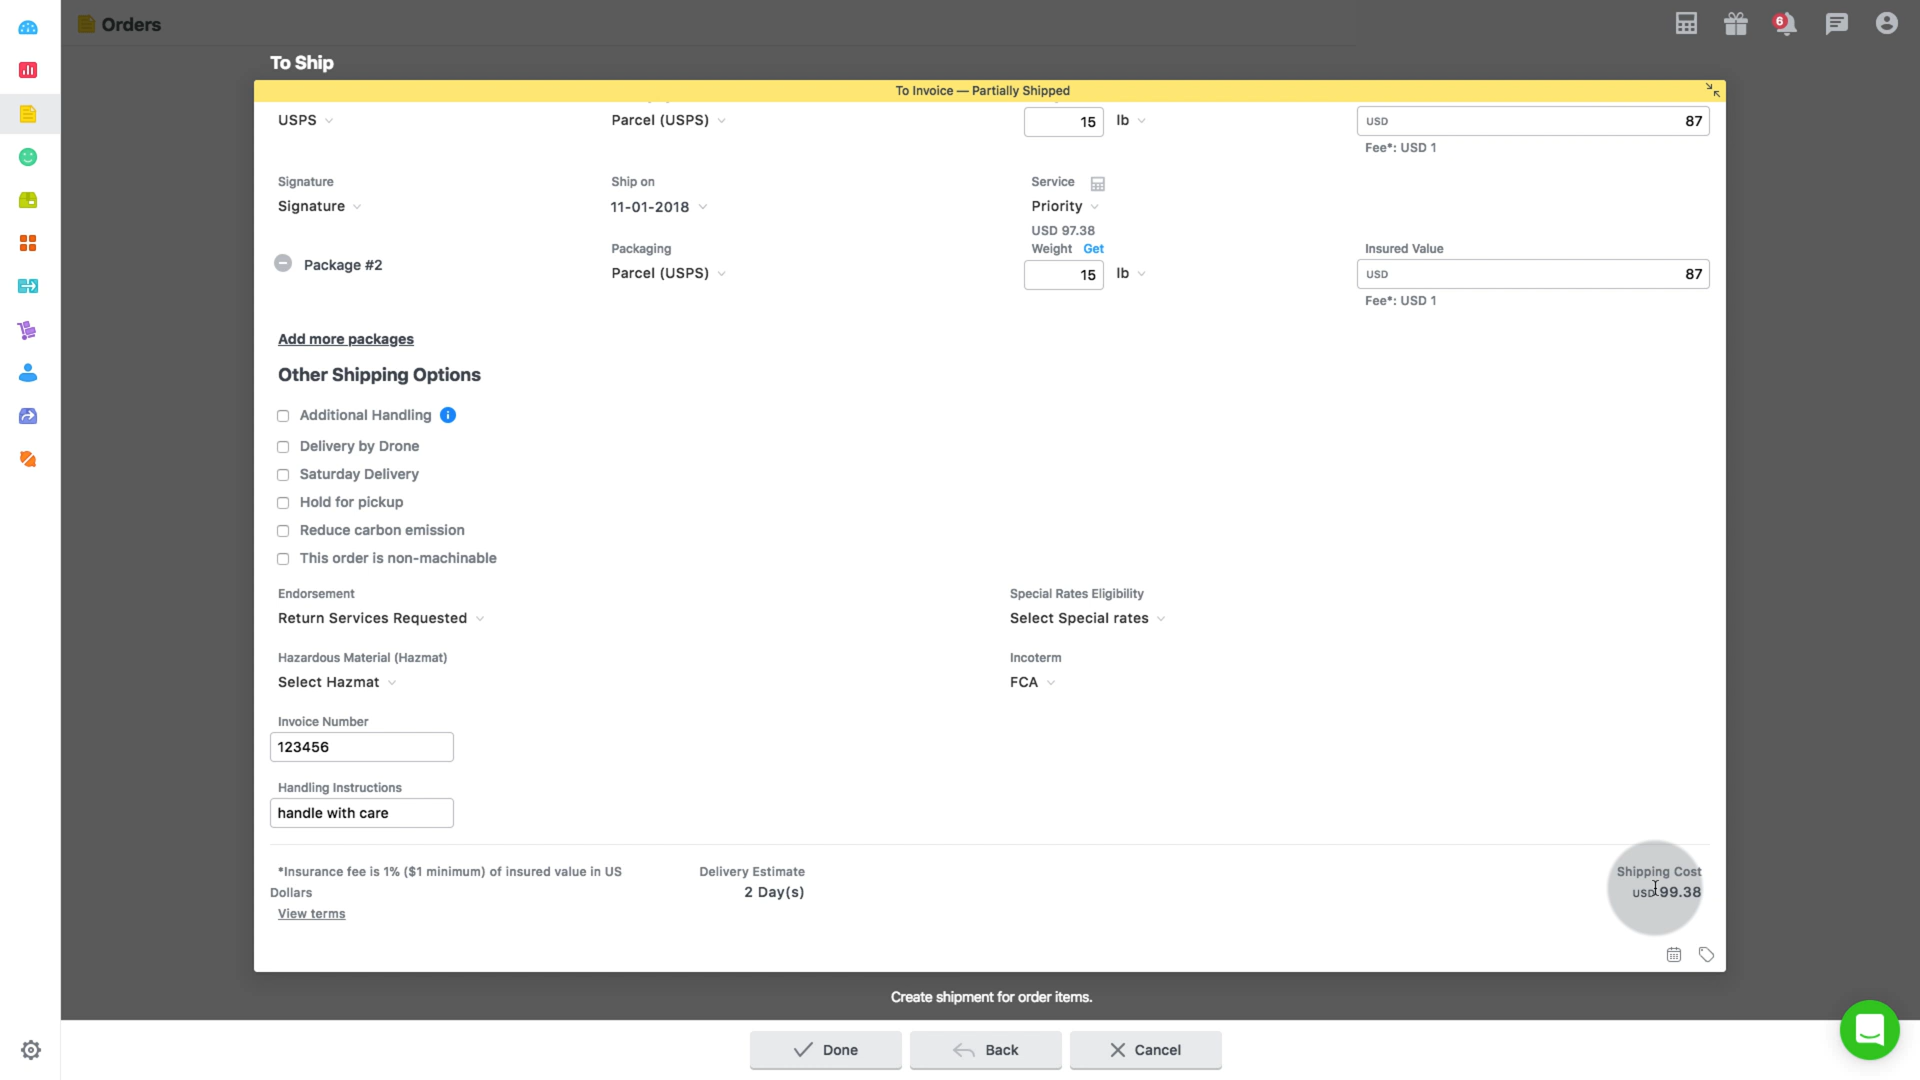 Orders
6
To Ship
To Invoice — Partially Shipped
USPS
Parcel (USPS)
15 lb
USD 87
Fee*: USD 1
Signature
Ship on
Service
Signature
11-01-2018
Priority
USD 97.38
Packaging
Weight Get
Insured Value
Package #2
Parcel (USPS)
15 lb
USD 87
Fee*: USD 1
Add more packages
Other Shipping Options
Additional Handling
Delivery by Drone
Saturday Delivery
Hold for pickup
Reduce carbon emission
This order is non-machinable
Endorsement
Special Rates Eligibility
Return Services Requested
Select Special rates
Hazardous Material (Hazmat)
Incoterm
Select Hazmat
FCA
Invoice Number
123456
Handling Instructions
handle with care
*Insurance fee is 1% ($1 minimum) of insured value in US
Dollars
View terms
Delivery Estimate
2 Day(s)
Shipping Cost
USD 99.38
Create shipment for order items.
Done
Back
Cancel